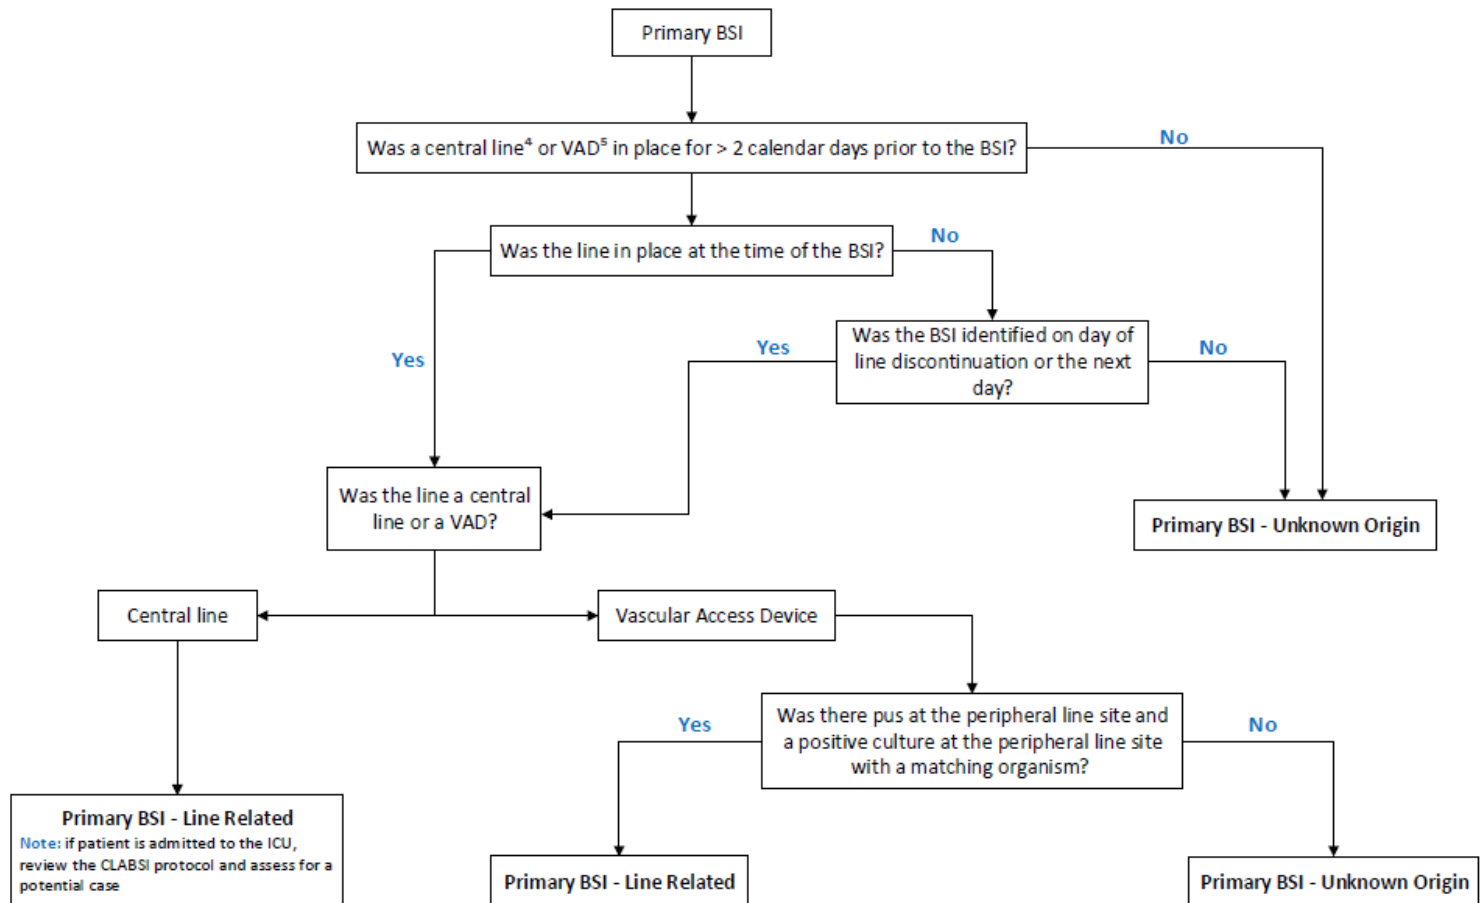 Primary BSI
Was a central line⁴ or VAD⁵ in place for > 2 calendar days prior to the BSI?
No
Was the line in place at the time of the BSI?
No
Yes
Was the BSI identified on day of
line discontinuation or the next
day?
Yes
No
Was the line a central
line or a VAD?
Primary BSI - Unknown Origin
Central line
Vascular Access Device
Was there pus at the peripheral line site and
a positive culture at the peripheral line site
with a matching organism?
Yes
No
Primary BSI - Line Related
Note: if patient is admitted to the ICU,
review the CLABSI protocol and assess for a
potential case
Primary BSI - Line Related
Primary BSI - Unknown Origin